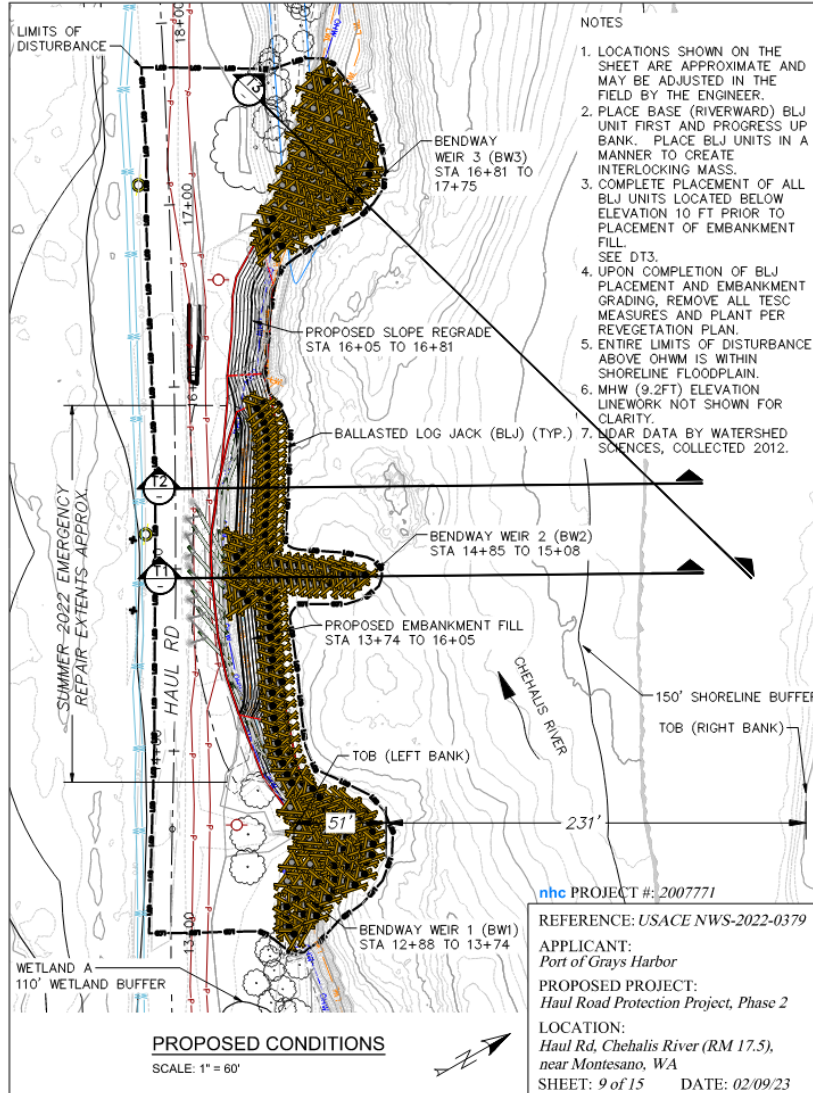 LIMITS OF
DISTURBANCE
18+00
17+00
13
BENDWAY
WEIR 3 (BW3)
STA 16+81 TO
17+75
PROPOSED SLOPE REGRADE
STA 16+05 TO 16+81
BALLASTED LOG JACK (BLJ) (TYP.)
T2
-
BENDWAY WEIR 2 (BW2)
STA 14+85 TO 15+08
T1
-
SUMMER 2022 EMERGENCY
REPAIR EXTENTS APPROX.
HAUL RD
PROPOSED EMBANKMENT FILL
STA 13+74 TO 16+05
CHEHALIS RIVER
150' SHORELINE BUFFER
TOB (RIGHT BANK)
14+00
TOB (LEFT BANK)
51'
231'
13+00
BENDWAY WEIR 1 (BW1)
STA 12+88 TO 13+74
WETLAND A
110' WETLAND BUFFER
PROPOSED CONDITIONS
SCALE: 1" = 60'
NOTES
1. LOCATIONS SHOWN ON THE
SHEET ARE APPROXIMATE AND
MAY BE ADJUSTED IN THE
FIELD BY THE ENGINEER.
2. PLACE BASE (RIVERWARD) BLJ
UNIT FIRST AND PROGRESS UP
BANK. PLACE BLJ UNITS IN A
MANNER TO CREATE
INTERLOCKING MASS.
3. COMPLETE PLACEMENT OF ALL
BLJ UNITS LOCATED BELOW
ELEVATION 10 FT PRIOR TO
PLACEMENT OF EMBANKMENT
FILL.
SEE DT3.
4. UPON COMPLETION OF BLJ
PLACEMENT AND EMBANKMENT
GRADING, REMOVE ALL TESC
MEASURES AND PLANT PER
REVEGETATION PLAN.
5. ENTIRE LIMITS OF DISTURBANCE
ABOVE OHWM IS WITHIN
SHORELINE FLOODPLAIN.
6. MHW (9.2FT) ELEVATION
LINEWORK NOT SHOWN FOR
CLARITY.
7. LIDAR DATA BY WATERSHED
SCIENCES, COLLECTED 2012.
nhc PROJECT #: 2007771
REFERENCE: USACE NWS-2022-0379
APPLICANT:
Port of Grays Harbor
PROPOSED PROJECT:
Haul Road Protection Project, Phase 2
LOCATION:
Haul Rd, Chehalis River (RM 17.5),
near Montesano, WA
SHEET: 9 of 15 DATE: 02/09/23